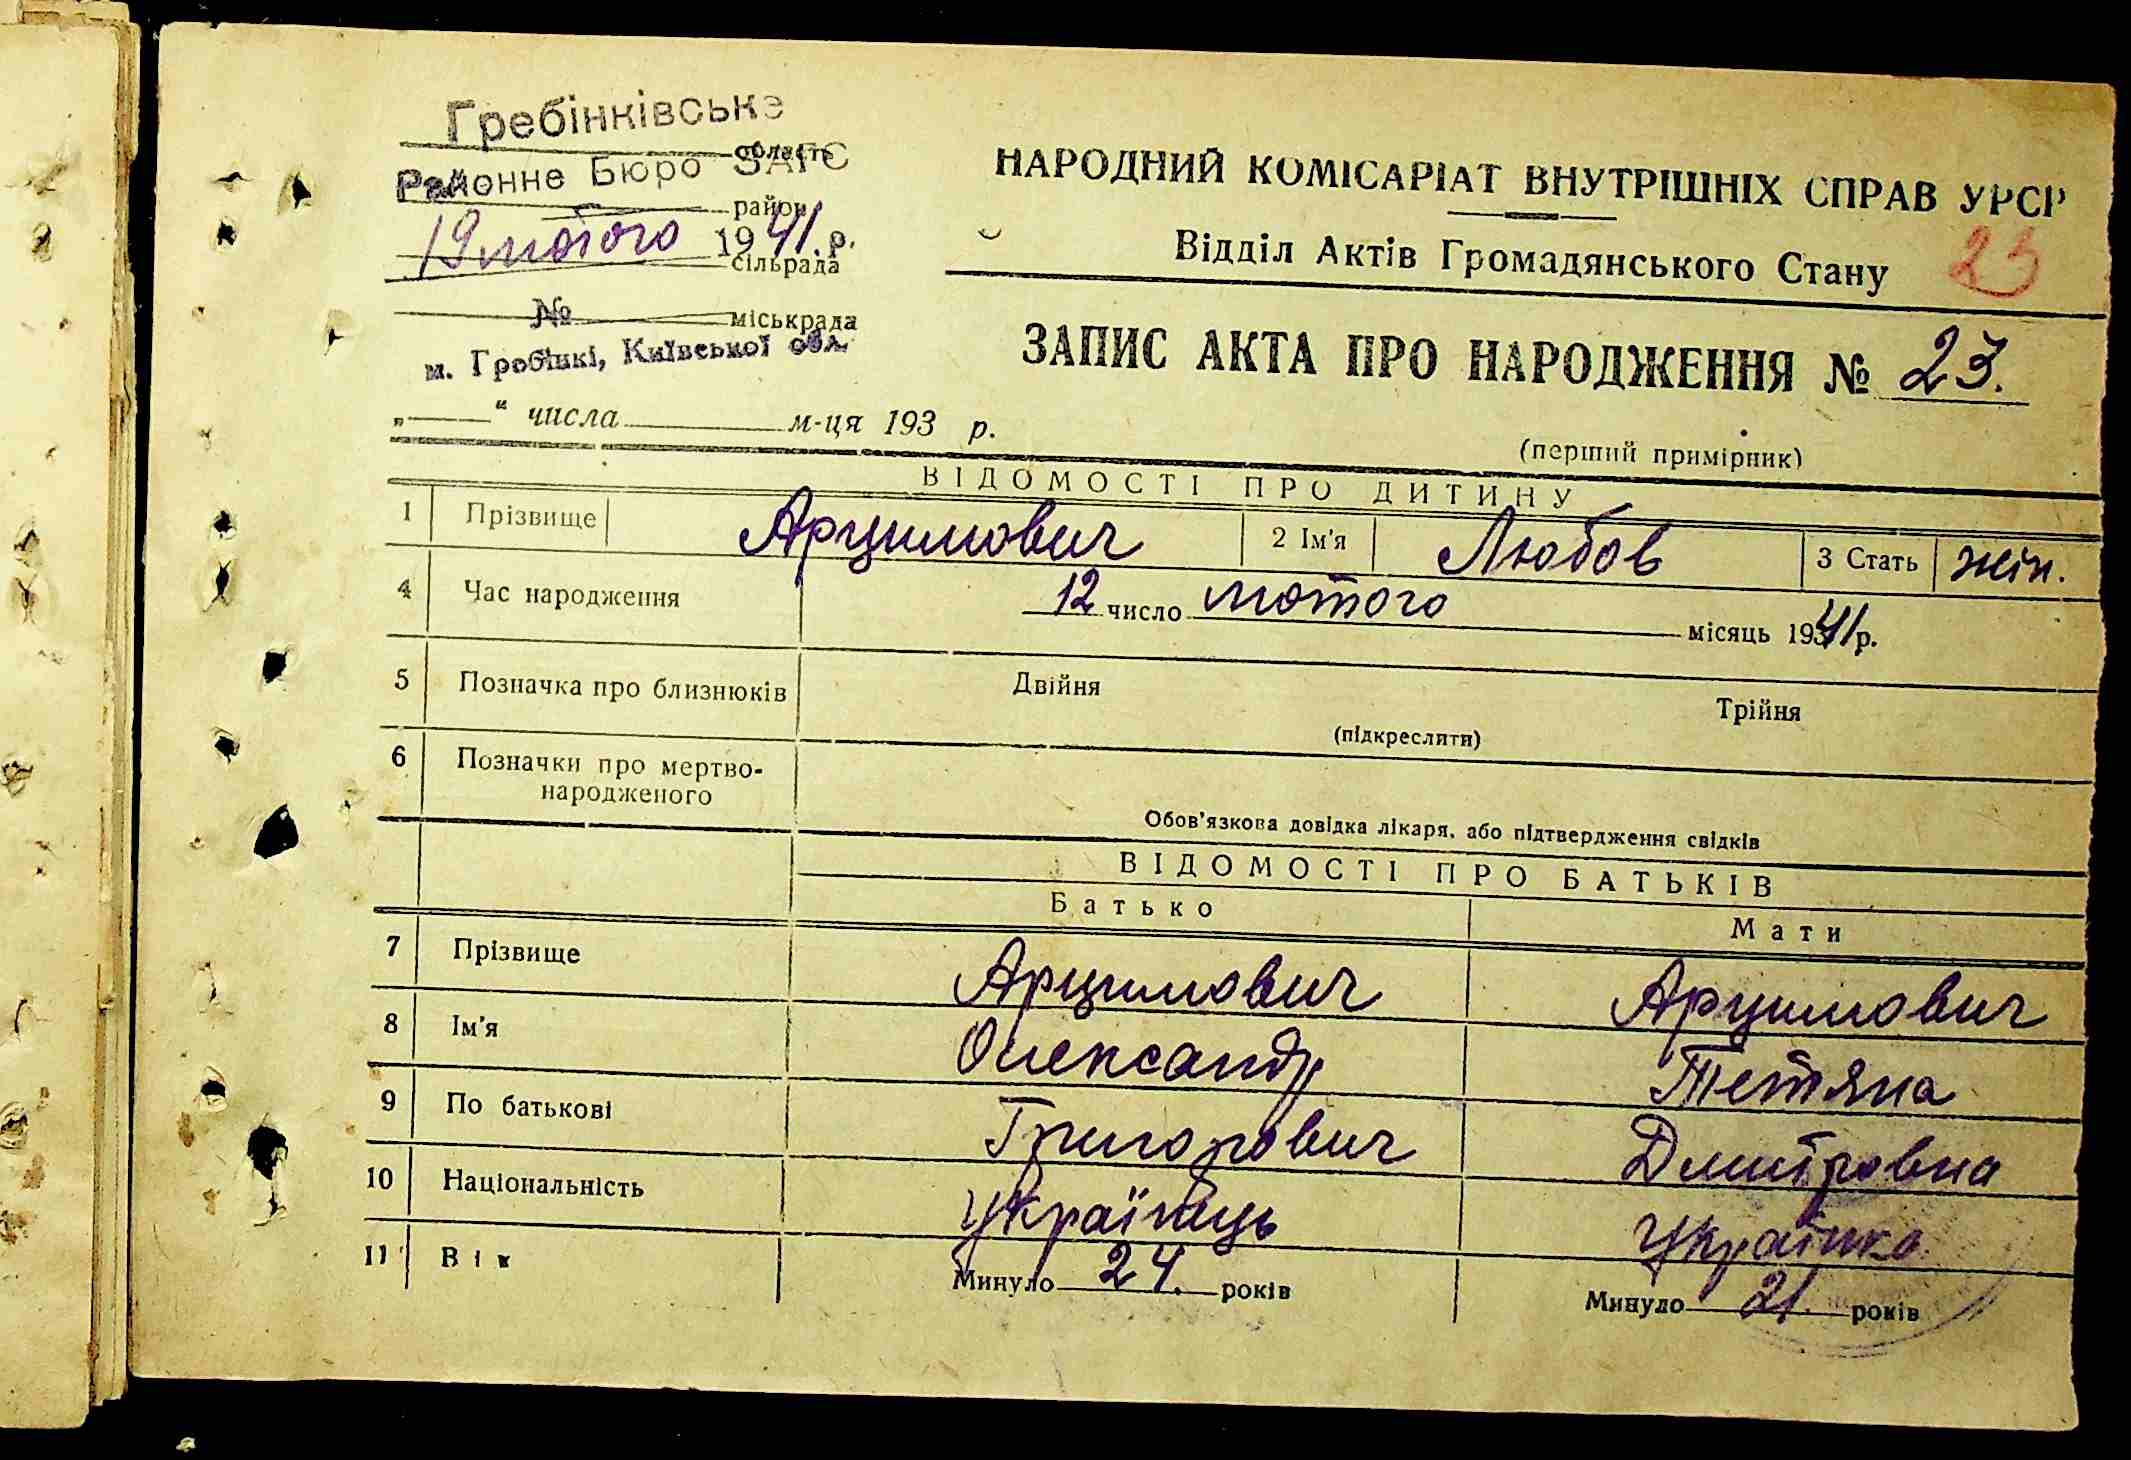 Гребінківське
область
Районне Бюро ЗАГС
район
19 лютого 1941 р.
сільрада
№ міськрада
м. Гребінкі, Київської обл.
„ “ числа м-ця 193 р.
НАРОДНИЙ КОМІСАРІАТ ВНУТРІШНІХ СПРАВ УРСР
Відділ Актів Громадянського Стану 23
ЗАПИС АКТА ПРО НАРОДЖЕННЯ № 23.
(перший примірник)
ВІДОМОСТІ ПРО ДИТИНУ
1 Прізвище Арцимович 2 Ім'я Любов 3 Стать жін.
4 Час народження 12 число лютого місяць 1941 р.
5 Позначка про близнюків Двійня Трійня
(підкреслити)
6 Позначки про мертво-
народженого
Обов'язкова довідка лікаря, або підтвердження свідків
ВІДОМОСТІ ПРО БАТЬКІВ
Батько Мати
7 Прізвище Арцимович Арцимович
8 Ім'я Олександр Тетяна
9 По батькові Григорович Дмитровна
10 Національність Українець Українка
11 Вік Минуло 24. років Минуло 21. років